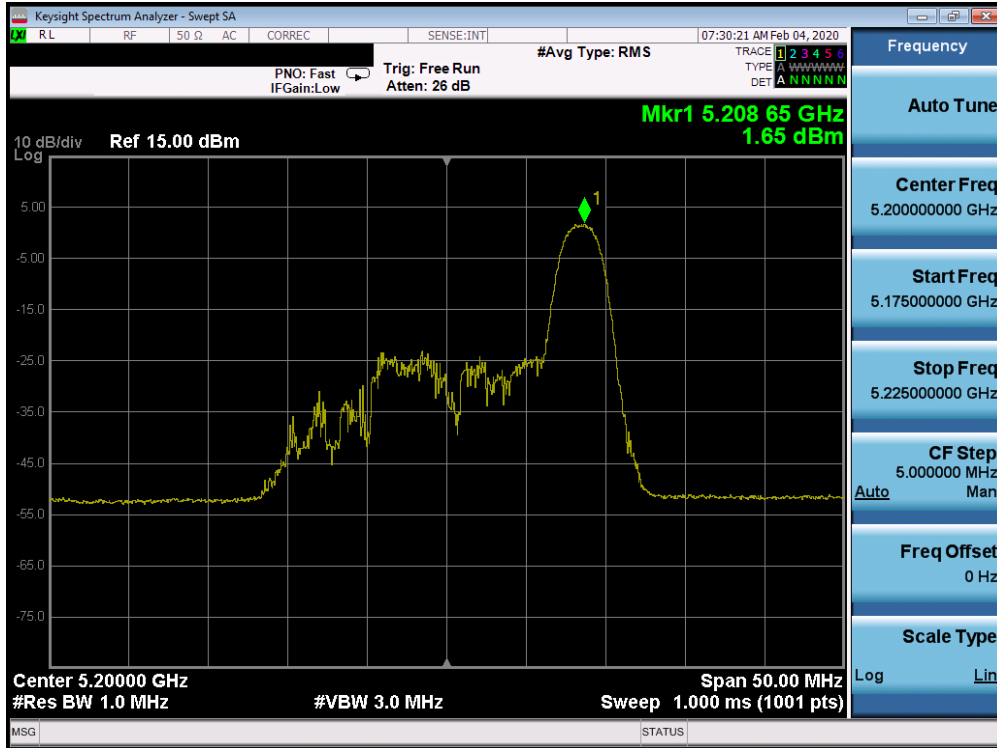 Keysight Spectrum Analyzer - Swept SA
LXI RL RF 50 Ω AC CORREC SENSE:INT 07:30:21 AM Feb 04, 2020
Frequency
PNO: Fast
IFGain:Low
Trig: Free Run
Atten: 26 dB
#Avg Type: RMS
TRACE 1 2 3 4 5 6
TYPE A WWWWW
DET A N N N N N
Auto Tune
Mkr1 5.208 65 GHz
1.65 dBm
10 dB/div Ref 15.00 dBm
Log
1
5.00
-5.00
-15.0
-25.0
-35.0
-45.0
-55.0
-65.0
-75.0
Center Freq
5.200000000 GHz
Start Freq
5.175000000 GHz
Stop Freq
5.225000000 GHz
CF Step
5.000000 MHz
Auto Man
Freq Offset
0 Hz
Scale Type
Log Lin
Center 5.20000 GHz Span 50.00 MHz
#Res BW 1.0 MHz #VBW 3.0 MHz Sweep 1.000 ms (1001 pts)
MSG STATUS